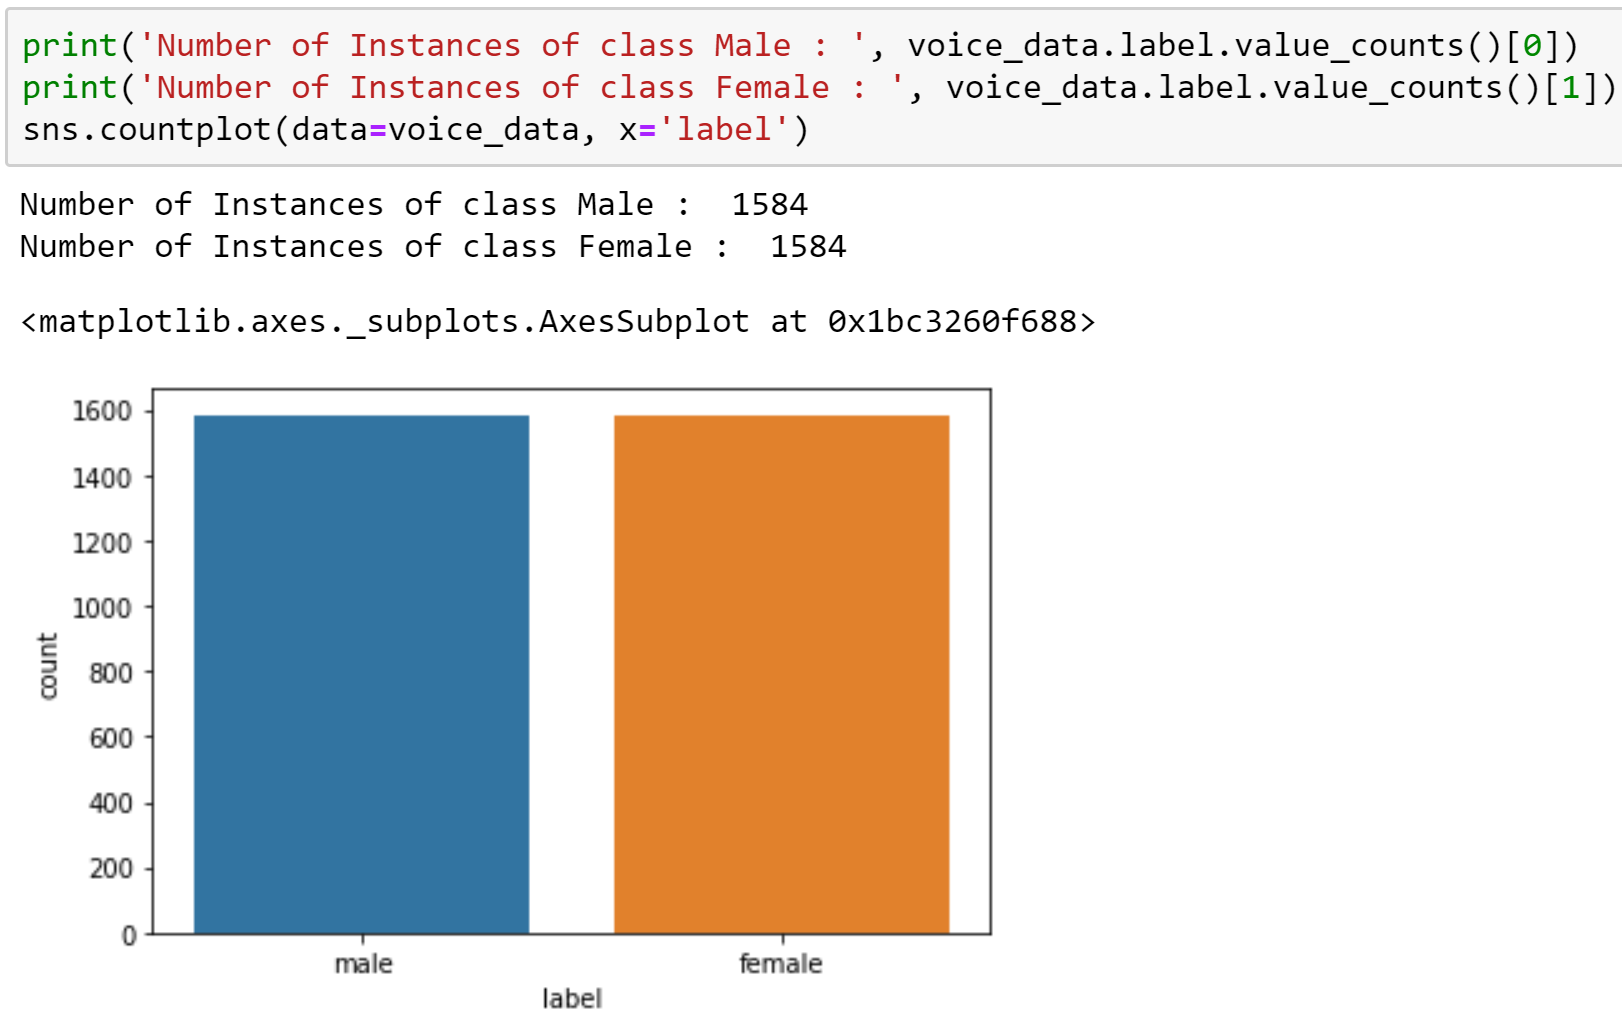 print('Number of Instances of class Male : ', voice_data.label.value_counts()[0])
print('Number of Instances of class Female : ', voice_data.label.value_counts()[1])
sns.countplot(data=voice_data, x='label')
Number of Instances of class Male :  1584
Number of Instances of class Female :  1584
<matplotlib.axes._subplots.AxesSubplot at 0x1bc3260f688>
1600
1400
1200
1000
800
600
400
200
0
count
male female
label